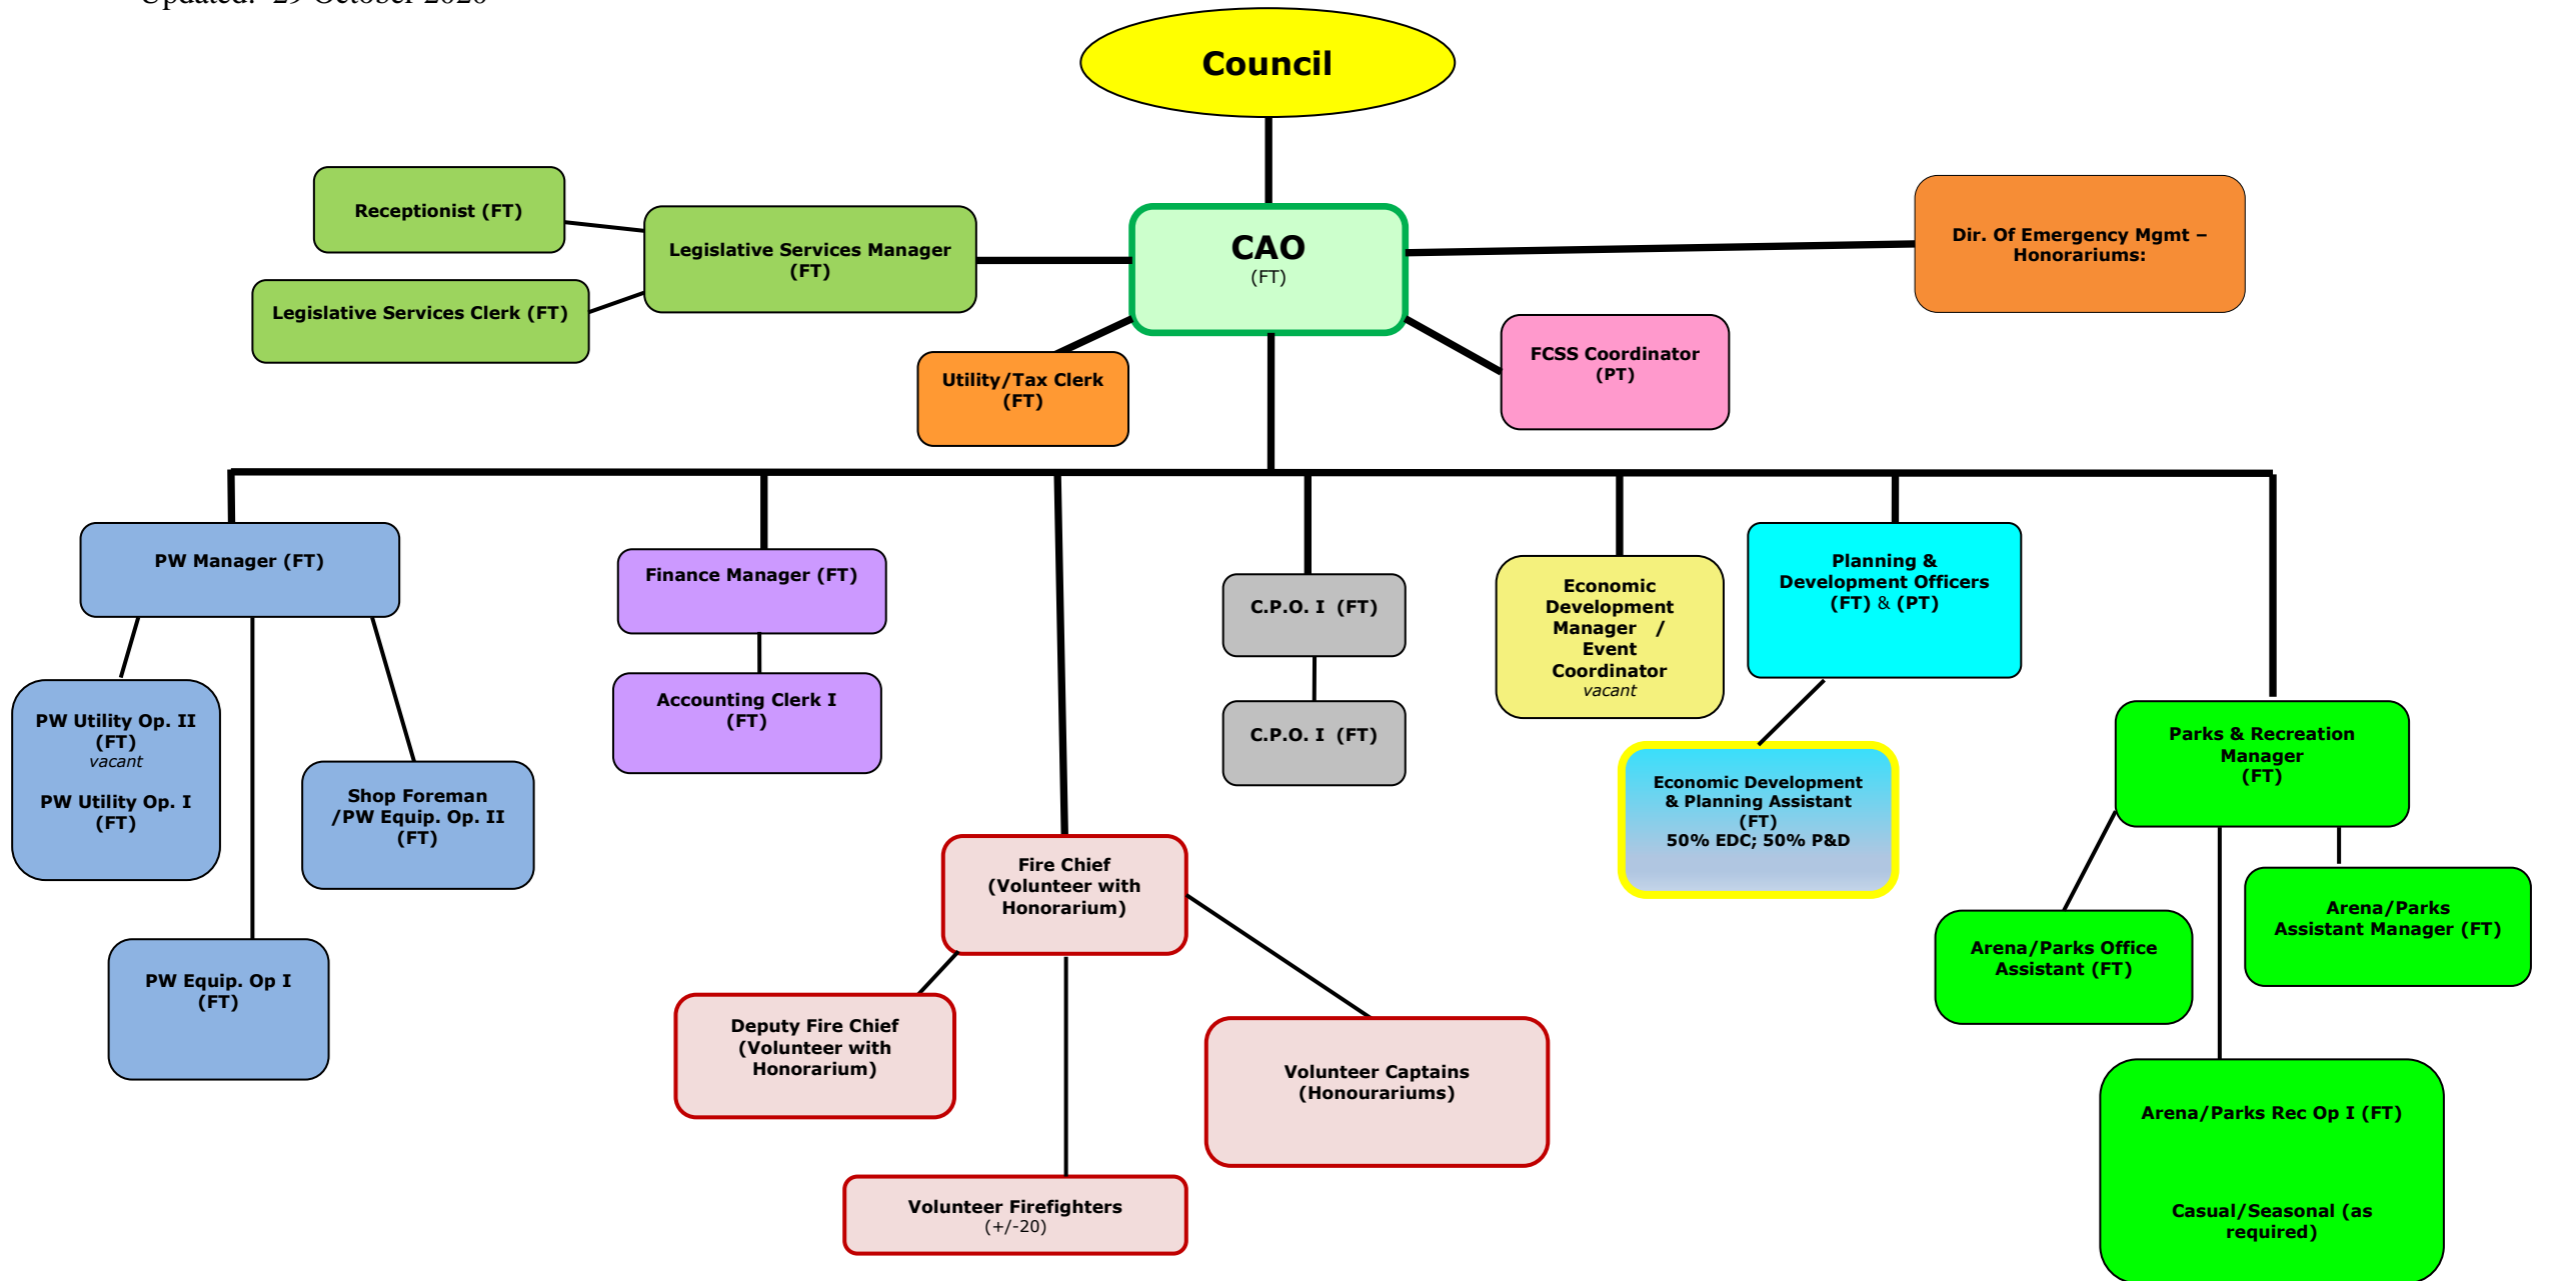 Updated: 29 October 2020
Council
Receptionist (FT)
Legislative Services Manager
(FT)
Legislative Services Clerk (FT)
CAO
(FT)
Dir. Of Emergency Mgmt –
Honorariums:
Utility/Tax Clerk
(FT)
FCSS Coordinator
(PT)
PW Manager (FT)
PW Utility Op. II
(FT)
vacant
PW Utility Op. I
(FT)
Shop Foreman
/PW Equip. Op. II
(FT)
PW Equip. Op I
(FT)
Finance Manager (FT)
Accounting Clerk I
(FT)
Fire Chief
(Volunteer with
Honorarium)
Deputy Fire Chief
(Volunteer with
Honorarium)
Volunteer Captains
(Honourariums)
Volunteer Firefighters
(+/-20)
C.P.O. I (FT)
C.P.O. I (FT)
Economic
Development
Manager /
Event
Coordinator
vacant
Planning &
Development Officers
(FT) & (PT)
Economic Development
& Planning Assistant
(FT)
50% EDC; 50% P&D
Parks & Recreation
Manager
(FT)
Arena/Parks Office
Assistant (FT)
Arena/Parks
Assistant Manager (FT)
Arena/Parks Rec Op I (FT)
Casual/Seasonal (as
required)